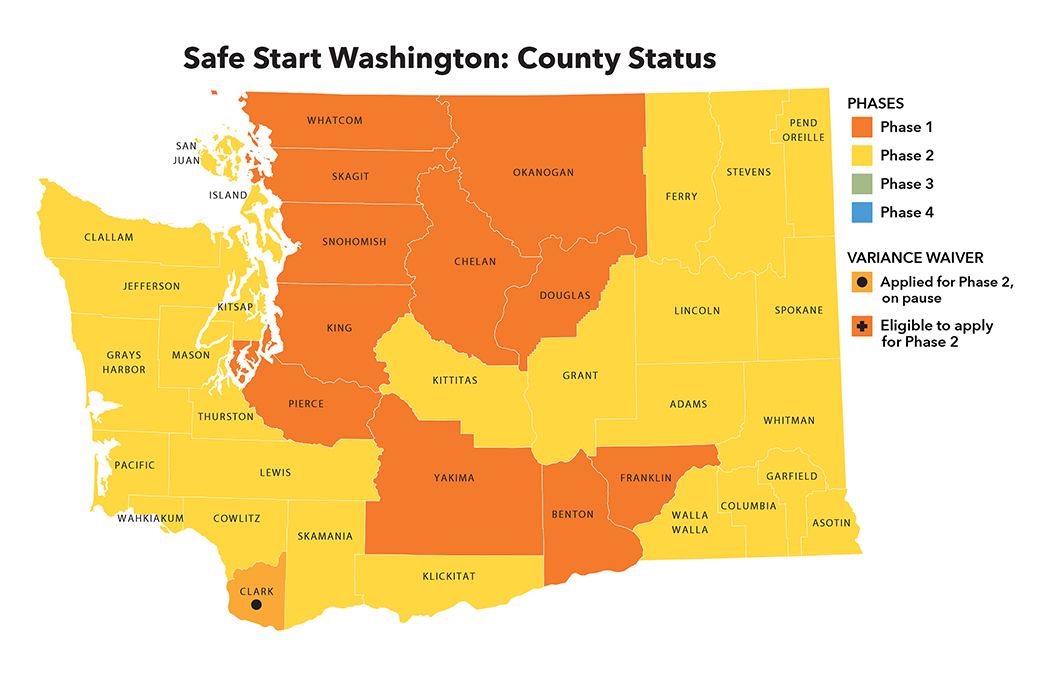 Safe Start Washington: County Status
PHASES
Phase 1
Phase 2
Phase 3
Phase 4
VARIANCE WAIVER
Applied for Phase 2,
on pause
Eligible to apply
for Phase 2
WHATCOM
SAN
JUAN
SKAGIT
ISLAND
OKANOGAN
FERRY
STEVENS
PEND
OREILLE
CLALLAM
SNOHOMISH
CHELAN
JEFFERSON
KITSAP
DOUGLAS
LINCOLN
SPOKANE
KING
GRAYS
HARBOR
MASON
KITTITAS
GRANT
PIERCE
ADAMS
THURSTON
WHITMAN
PACIFIC
LEWIS
YAKIMA
FRANKLIN
GARFIELD
WAHKIAKUM
COWLITZ
SKAMANIA
BENTON
WALLA
WALLA
COLUMBIA
ASOTIN
KLICKITAT
CLARK